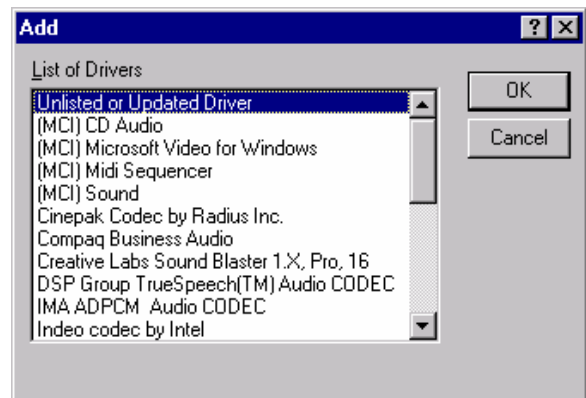 Add
List of Drivers
Unlisted or Updated Driver
(MCI) CD Audio
(MCI) Microsoft Video for Windows
(MCI) Midi Sequencer
(MCI) Sound
Cinepak Codec by Radius Inc.
Compaq Business Audio
Creative Labs Sound Blaster 1.X, Pro, 16
DSP Group TrueSpeech(TM) Audio CODEC
IMA ADPCM  Audio CODEC
Indeo codec by Intel
OK
Cancel